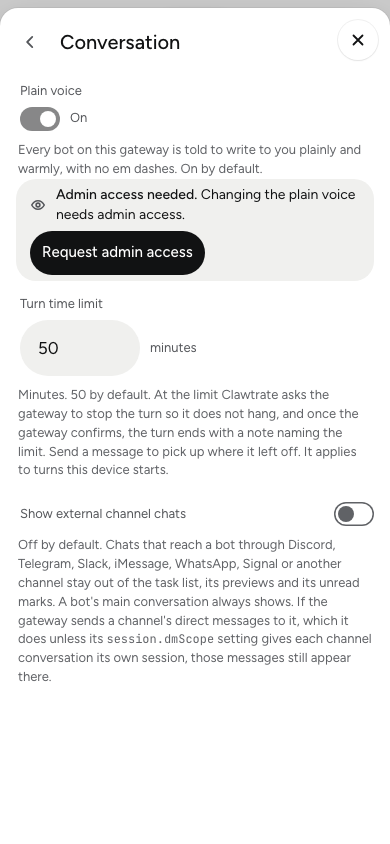 Conversation
Plain voice
On
Every bot on this gateway is told to write to you plainly and
warmly, with no em dashes. On by default.
Admin access needed. Changing the plain voice
needs admin access.
Request admin access
Turn time limit
50
minutes
Minutes. 50 by default. At the limit Clawtrate asks the
gateway to stop the turn so it does not hang, and once the
gateway confirms, the turn ends with a note naming the
limit. Send a message to pick up where it left off. It applies
to turns this device starts.
Show external channel chats
Off by default. Chats that reach a bot through Discord,
Telegram, Slack, iMessage, WhatsApp, Signal or another
channel stay out of the task list, its previews and its unread
marks. A bot's main conversation always shows. If the
gateway sends a channel's direct messages to it, which it
does unless its session.dmScope setting gives each channel
conversation its own session, those messages still appear
there.